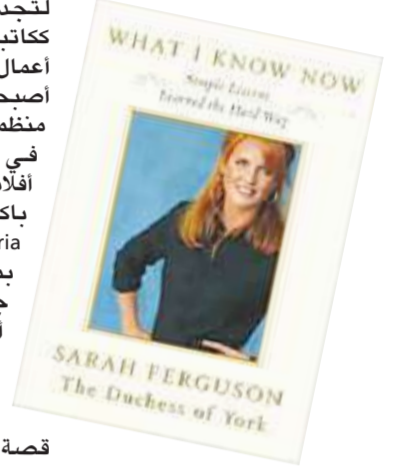 لتجد
ككاتب
أعمال
أصبح
منظم
في
أفلا
باك
ria
بم
قصة
WHAT I KNOW NOW
Simple Lessons
Learned the Hard Way
SARAH FERGUSON
The Duchess of York